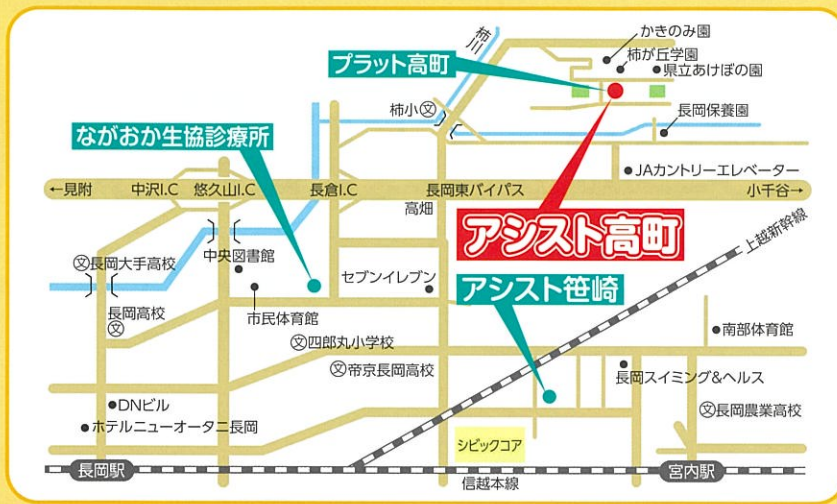 かきのみ園
柿が丘学園
県立あけぼの園
柿川
プラット高町
柿小文
長岡保養園
ながおか生協診療所
JAカントリーエレベーター
←見附
中沢I.C
悠久山I.C
長倉I.C
長岡東バイパス
小千谷→
高畑
アシスト高町
上越新幹線
文長岡大手高校
中央図書館
セブンイレブン
アシスト笹崎
長岡高校
文
市民体育館
文四郎丸小学校
南部体育館
文帝京長岡高校
長岡スイミング&ヘルス
DNビル
文長岡農業高校
ホテルニューオータニ長岡
シビックコア
長岡駅
信越本線
宮内駅